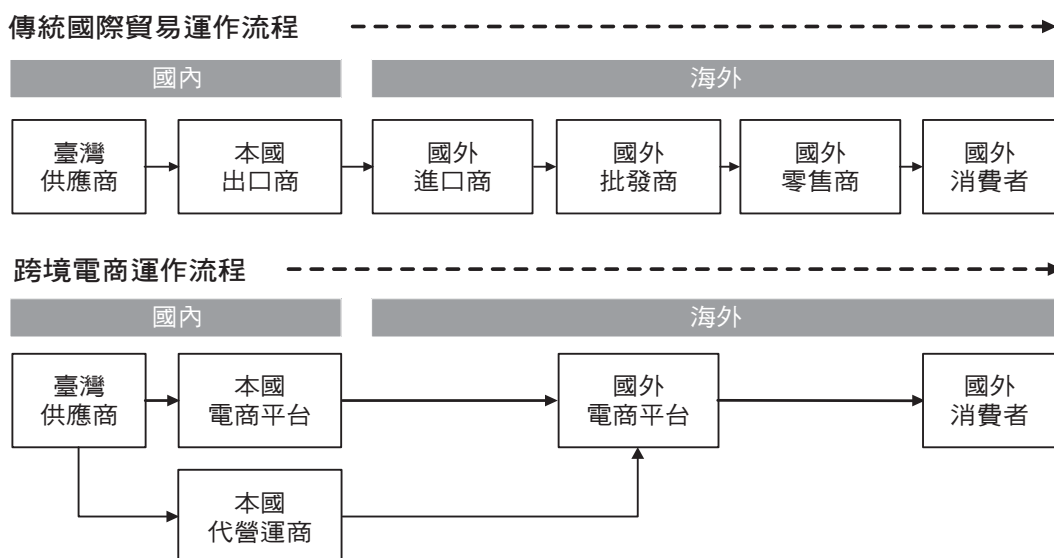 傳統國際貿易運作流程
國內
海外
臺灣
供應商
本國
出口商
國外
進口商
國外
批發商
國外
零售商
國外
消費者
跨境電商運作流程
國內
海外
臺灣
供應商
本國
電商平台
國外
電商平台
國外
消費者
本國
代營運商